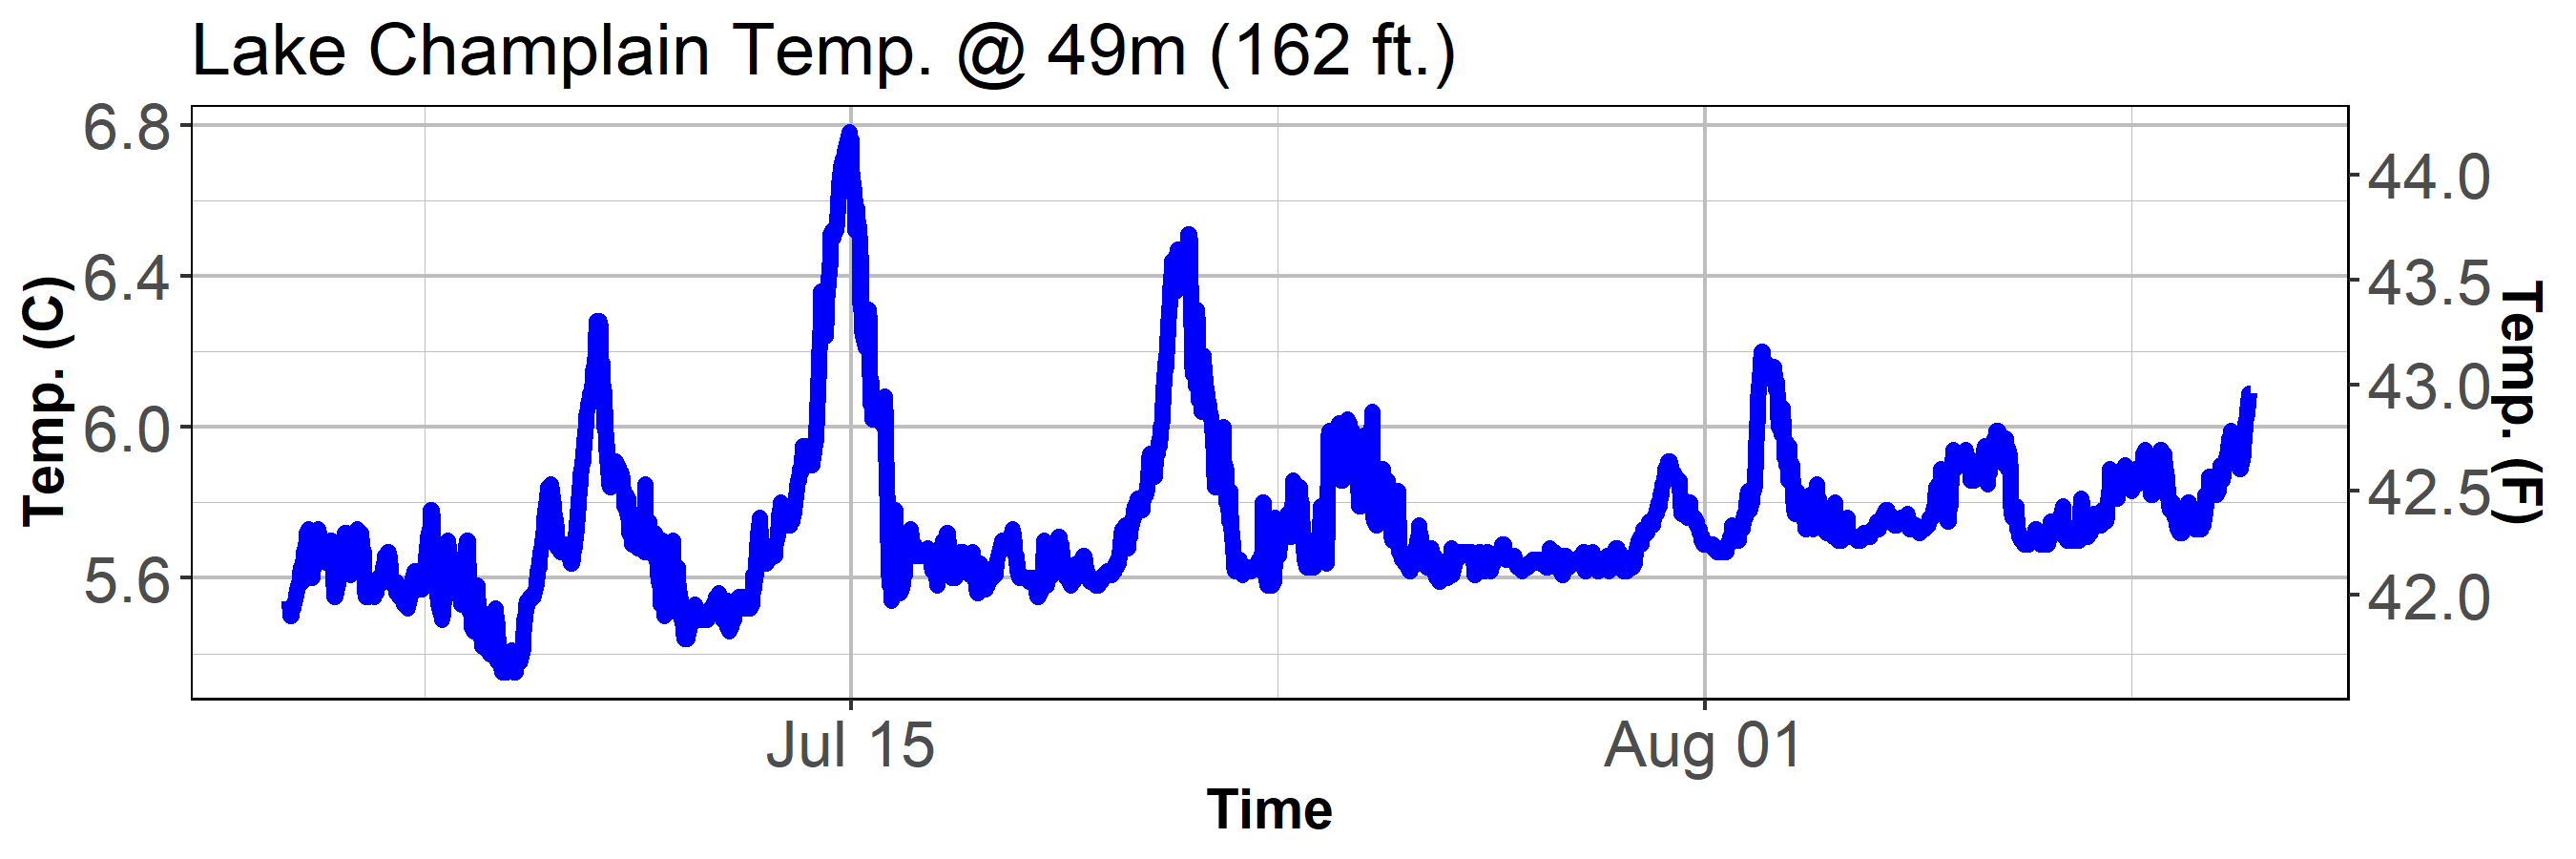 Lake Champlain Temp. @ 49m (162 ft.)
6.8
6.4
6.0
5.6
Temp. (C)
44.0
43.5
43.0
42.5
42.0
Temp. (F)
Jul 15
Aug 01
Time